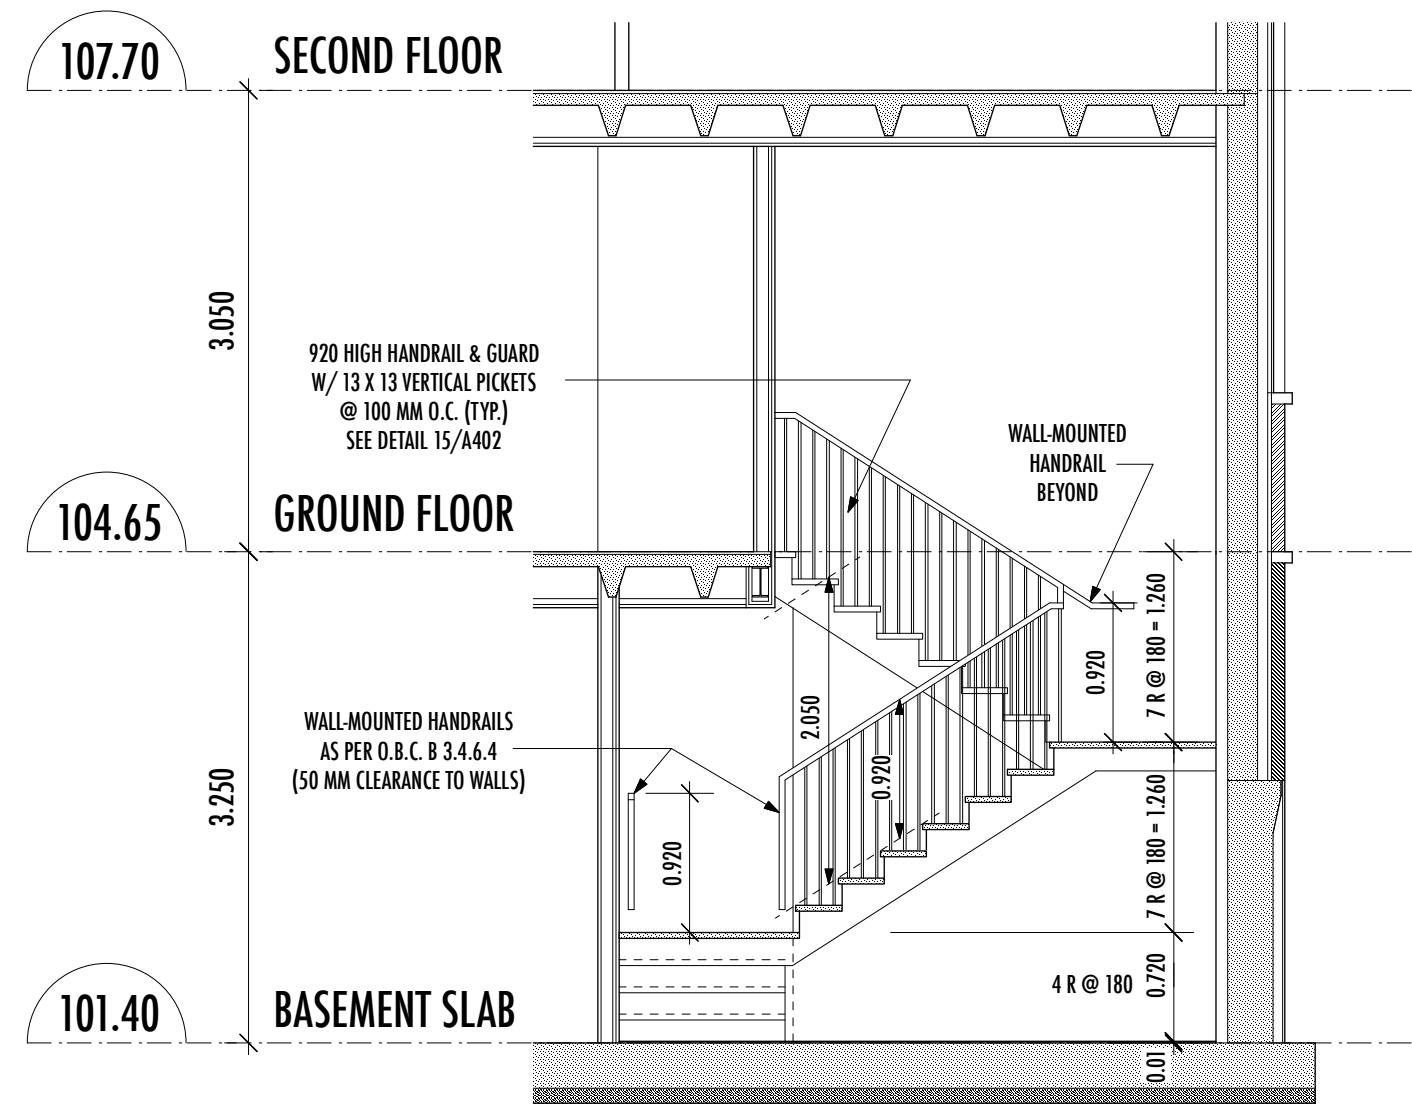 107.70 SECOND FLOOR
3.050
920 HIGH HANDRAIL & GUARD
W/ 13 X 13 VERTICAL PICKETS
@ 100 MM O.C. (TYP.)
SEE DETAIL 15/A402
WALL-MOUNTED
HANDRAIL
BEYOND
104.65 GROUND FLOOR
7 R @ 180 = 1.260
0.920
2.050
WALL-MOUNTED HANDRAILS
AS PER O.B.C. B 3.4.6.4
(50 MM CLEARANCE TO WALLS)
3.250
0.920
0.920
7 R @ 180 = 1.260
4 R @ 180
0.720
101.40 BASEMENT SLAB
0.01